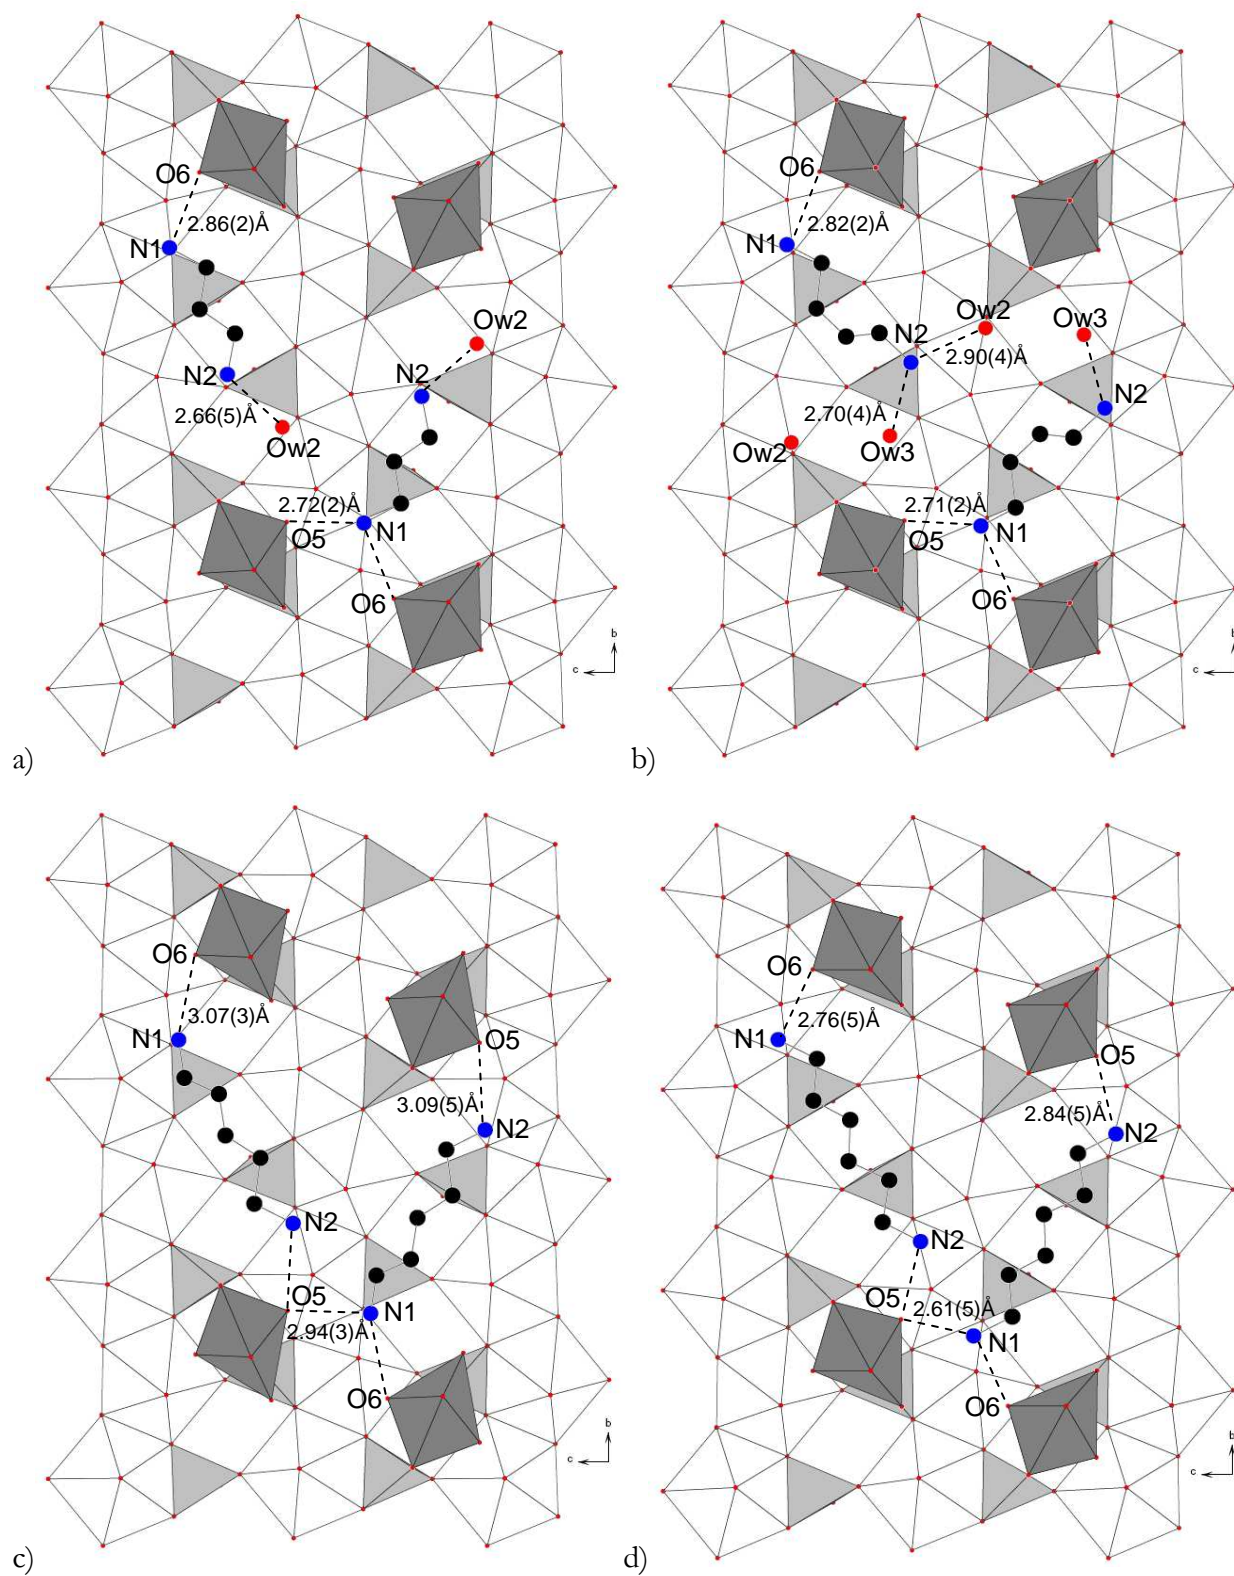 O6
2.86(2)Å
N1
Ow2
N2
N2
2.66(5)Å
Ow2
2.72(2)Å
O5
N1
O6
b
c
a)
O6
2.82(2)Å
N1
Ow2
Ow3
N2
2.90(4)Å
N2
2.70(4)Å
Ow2
Ow3
2.71(2)Å
O5
N1
O6
b
c
b)
O6
3.07(3)Å
N1
O5
3.09(5)Å
N2
N2
O5
2.94(3)Å
N1
O6
b
c
c)
O6
2.76(5)Å
N1
O5
2.84(5)Å
N2
N2
O5
2.61(5)Å
N1
O6
b
c
d)